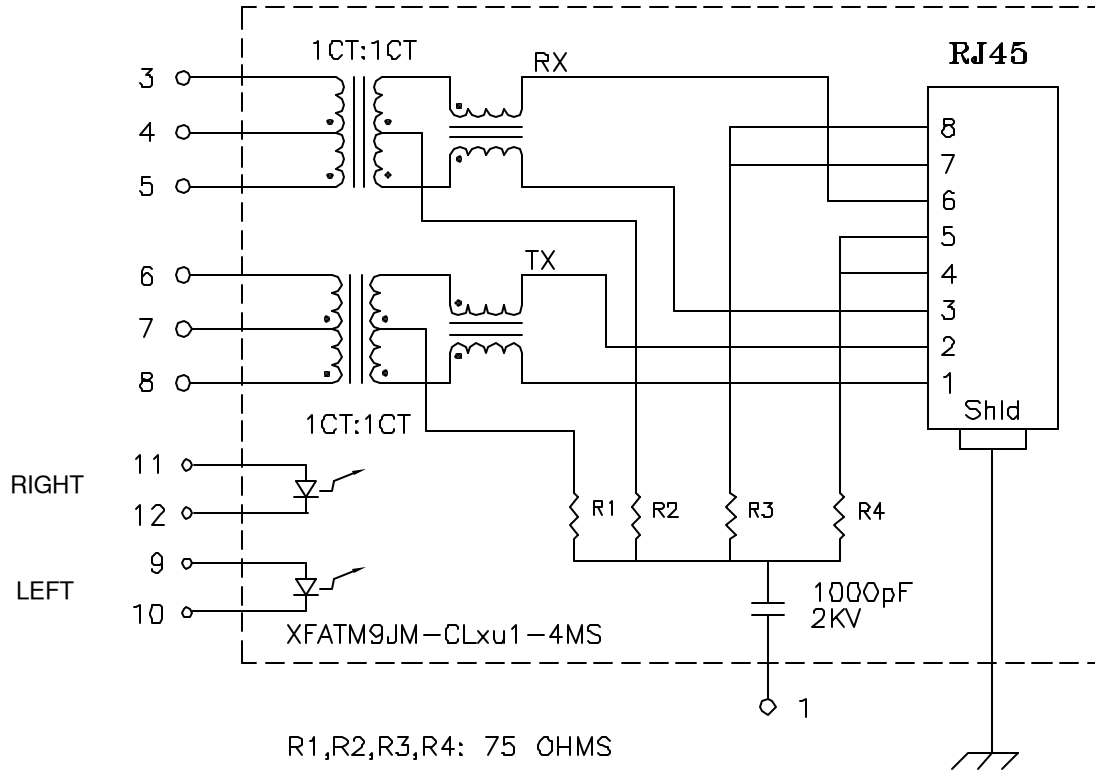 1CT:1CT
RX
RJ45
3
4
5
8
7
6
5
4
3
2
1
Shld
6
7
8
TX
1CT:1CT
RIGHT
11
12
LEFT
9
10
R1
R2
R3
R4
1000pF
2KV
XFATM9JM-CLxu1-4MS
1
R1,R2,R3,R4: 75 OHMS